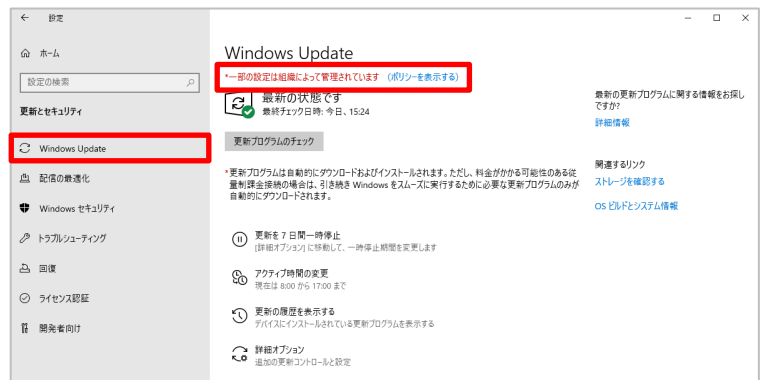 ← 設定
ホーム
設定の検索
更新とセキュリティ
Windows Update
配信の最適化
Windows セキュリティ
トラブルシューティング
回復
ライセンス認証
開発者向け
Windows Update
*一部の設定は組織によって管理されています (ポリシーを表示する)
最新の状態です
最終チェック日時: 今日、15:24
更新プログラムのチェック
*更新プログラムは自動的にダウンロードおよびインストールされます。ただし、料金がかかる可能性のある従
量制課金接続の場合は、引き続き Windows をスムーズに実行するために必要な更新プログラムのみが
自動的にダウンロードされます。
更新を 7 日間一時停止
[詳細オプション] に移動して、一時停止期間を変更します
アクティブ時間の変更
現在は 8:00 から 17:00 まで
更新の履歴を表示する
デバイスにインストールされている更新プログラムを表示する
詳細オプション
追加の更新コントロールと設定
最新の更新プログラムに関する情報をお探し
ですか?
詳細情報
関連するリンク
ストレージを確認する
OS ビルドとシステム情報